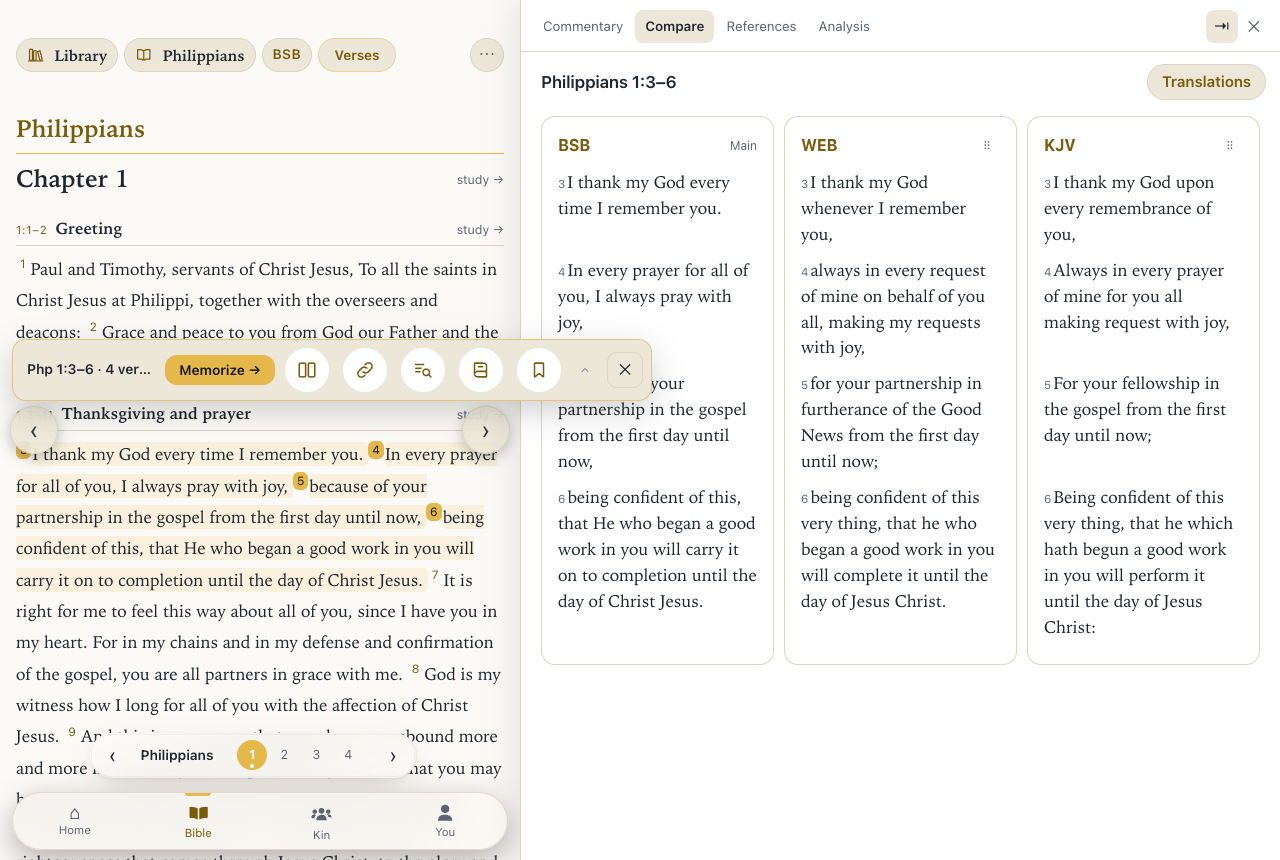 Library
Philippians
BSB
Verses
...
Philippians
Chapter 1
study →
1:1–2 Greeting
study →
1 Paul and Timothy, servants of Christ Jesus, To all the saints in
Christ Jesus at Philippi, together with the overseers and
deacons: 2 Grace and peace to you from God our Father and the
Php 1:3–6 · 4 ver...
Memorize →
Thanksgiving and prayer
I thank my God every time I remember you. 4 In every prayer
for all of you, I always pray with joy, 5 because of your
partnership in the gospel from the first day until now, 6 being
confident of this, that He who began a good work in you will
carry it on to completion until the day of Christ Jesus. 7 It is
right for me to feel this way about all of you, since I have you in
my heart. For in my chains and in my defense and confirmation
of the gospel, you are all partners in grace with me. 8 God is my
witness how I long for all of you with the affection of Christ
Jesus. 9
more
and more
that you may
‹ Philippians 1 2 3 4 ›
Home
Bible
Kin
You
Commentary
Compare
References
Analysis
Philippians 1:3–6
Translations
BSB
Main
3 I thank my God every
time I remember you.
4 In every prayer for all of
you, I always pray with
joy,
your
partnership in the gospel
from the first day until
now,
6 being confident of this,
that He who began a good
work in you will carry it
on to completion until the
day of Christ Jesus.
WEB
3 I thank my God
whenever I remember
you,
4 always in every request
of mine on behalf of you
all, making my requests
with joy,
5 for your partnership in
furtherance of the Good
News from the first day
until now;
6 being confident of this
very thing, that he who
began a good work in you
will complete it until the
day of Jesus Christ.
KJV
3 I thank my God upon
every remembrance of
you,
4 Always in every prayer
of mine for you all
making request with joy,
5 For your fellowship in
the gospel from the first
day until now;
6 Being confident of this
very thing, that he which
hath begun a good work
in you will perform it
until the day of Jesus
Christ: